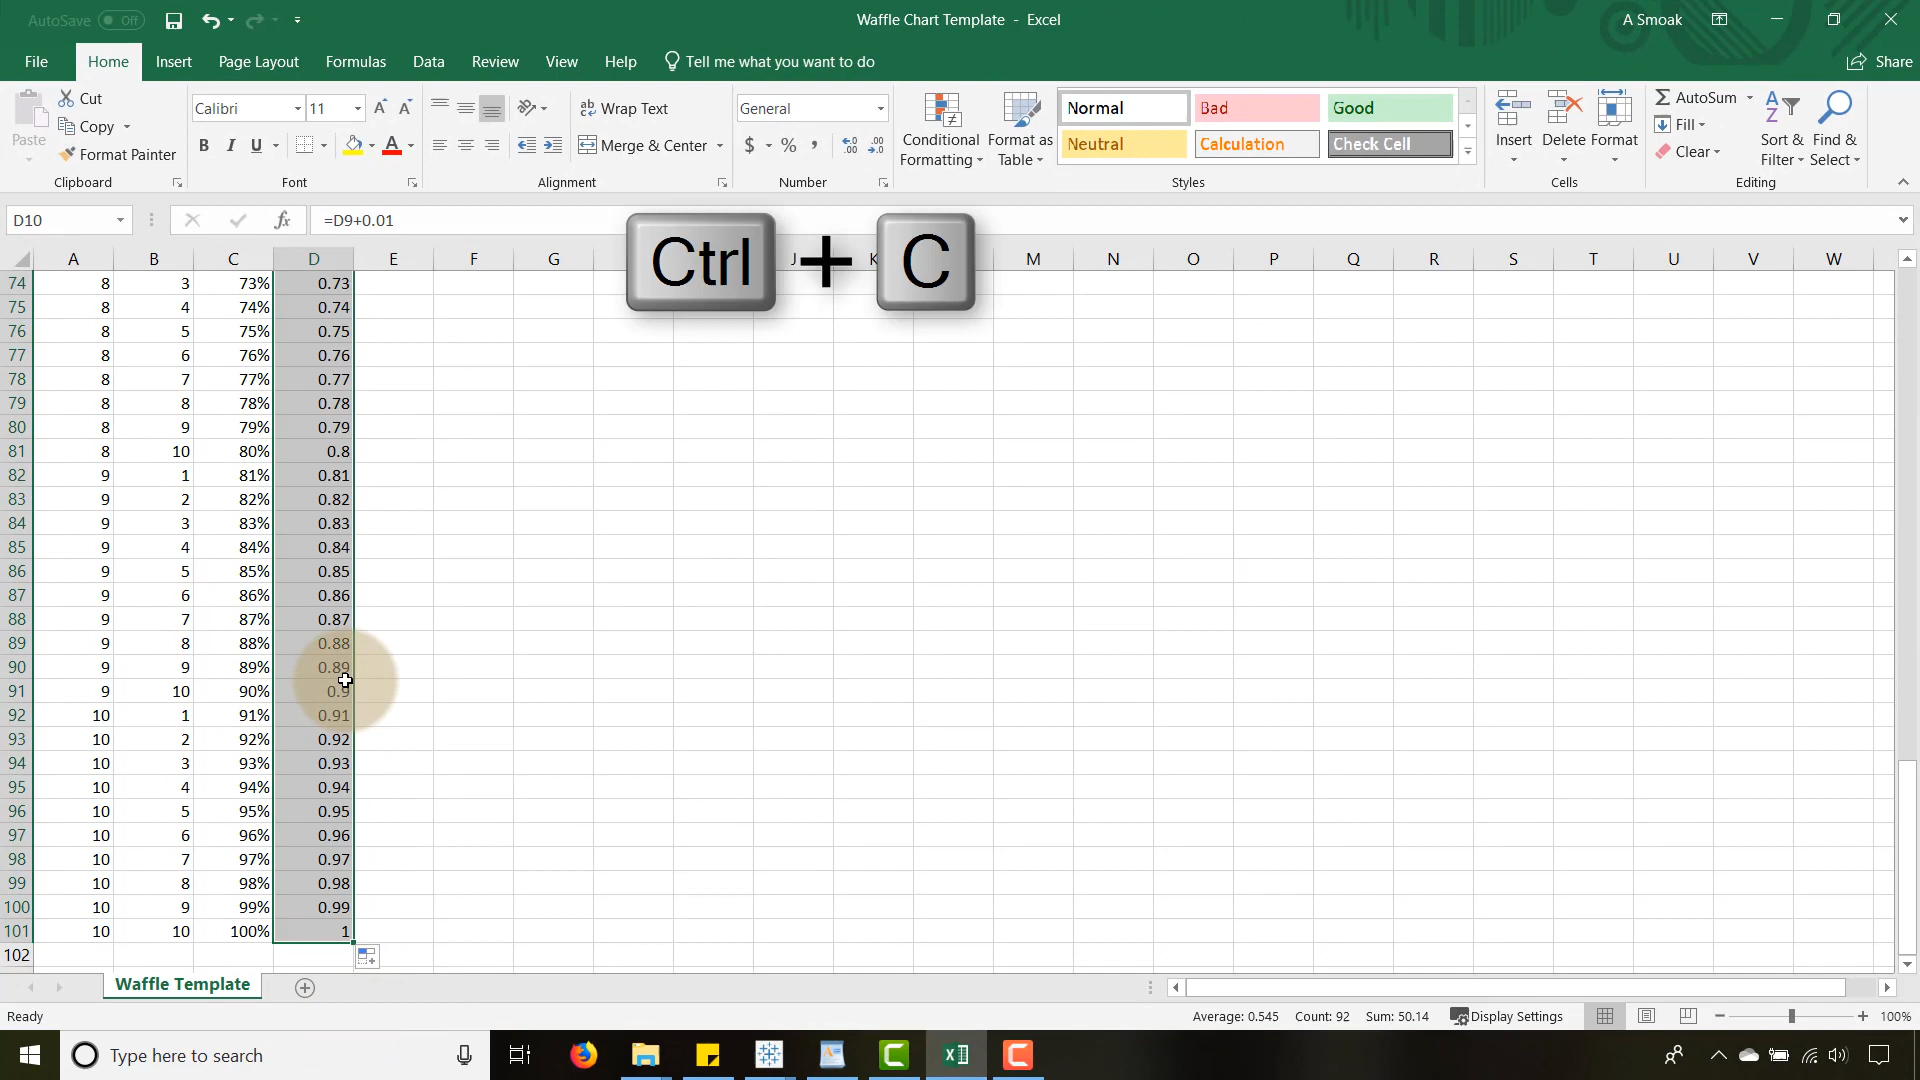 AutoSave Off
Waffle Chart Template - Excel
A Smoak
File Home Insert Page Layout Formulas Data Review View Help Tell me what you want to do Share
Paste
Cut
Copy
Format Painter
Clipboard
Calibri 11 A A
B I U A
Font
Wrap Text
Merge & Center
Alignment
General
$ % , .00 .00
Number
Conditional Formatting
Format as Table
Normal Bad Good
Neutral Calculation Check Cell
Styles
Insert Delete Format
Cells
AutoSum
Fill
Clear
Sort & Filter
Find & Select
Editing
D10 fx =D9+0.01
Ctrl + C
A B C D E F G J K M N O P Q R S T U V W
74 8 3 73% 0.73
75 8 4 74% 0.74
76 8 5 75% 0.75
77 8 6 76% 0.76
78 8 7 77% 0.77
79 8 8 78% 0.78
80 8 9 79% 0.79
81 8 10 80% 0.8
82 9 1 81% 0.81
83 9 2 82% 0.82
84 9 3 83% 0.83
85 9 4 84% 0.84
86 9 5 85% 0.85
87 9 6 86% 0.86
88 9 7 87% 0.87
89 9 8 88% 0.88
90 9 9 89% 0.89
91 9 10 90% 0.9
92 10 1 91% 0.91
93 10 2 92% 0.92
94 10 3 93% 0.93
95 10 4 94% 0.94
96 10 5 95% 0.95
97 10 6 96% 0.96
98 10 7 97% 0.97
99 10 8 98% 0.98
100 10 9 99% 0.99
101 10 10 100% 1
102
Waffle Template
Ready
Average: 0.545 Count: 92 Sum: 50.14 Display Settings 100%
Type here to search